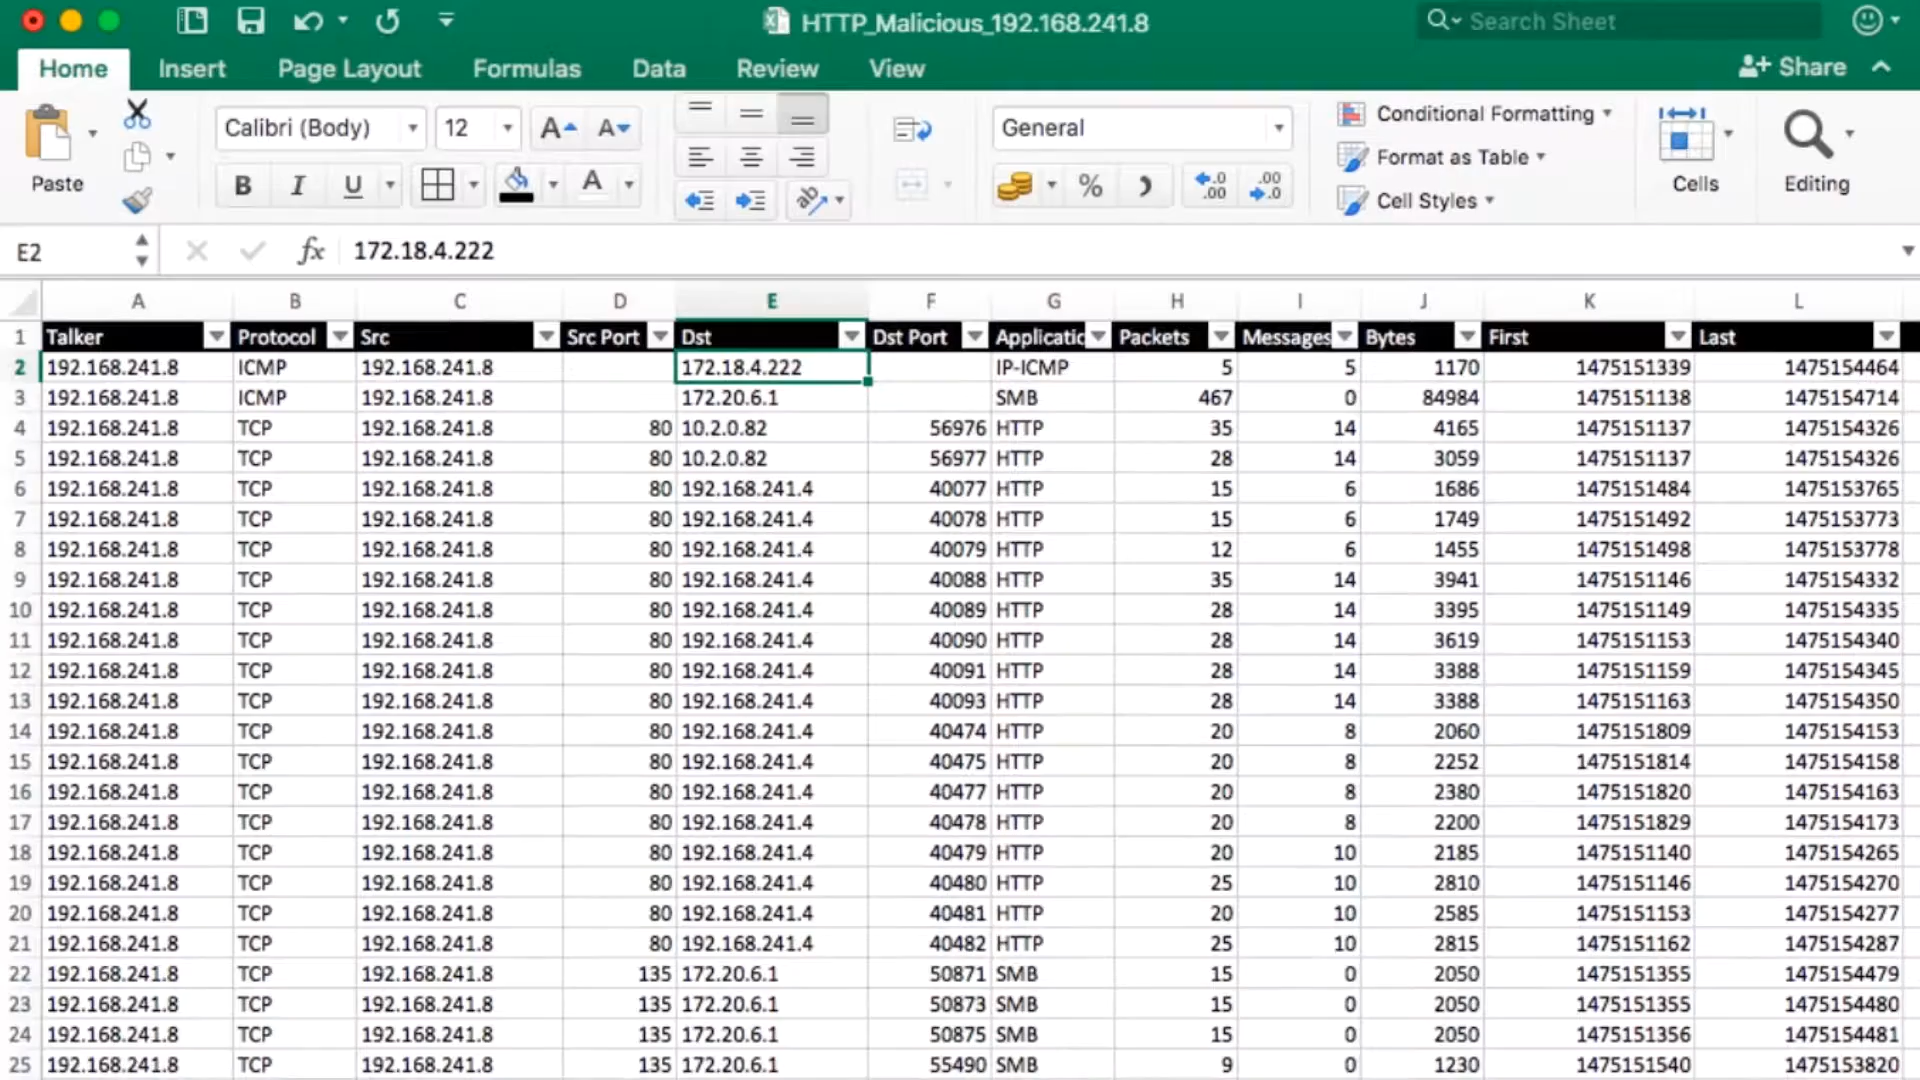 HTTP_Malicious_192.168.241.8
Search Sheet
Home Insert Page Layout Formulas Data Review View Share
Paste
Calibri (Body) 12 A A
B I U A
General
% .0 .00 .00 .0
Conditional Formatting
Format as Table
Cell Styles
Cells
Editing
E2 fx 172.18.4.222
A B C D E F G H I J K L
1 Talker Protocol Src Src Port Dst Dst Port Applicatic Packets Messages Bytes First Last
2 192.168.241.8 ICMP 192.168.241.8 172.18.4.222 IP-ICMP 5 5 1170 1475151339 1475154464
3 192.168.241.8 ICMP 192.168.241.8 172.20.6.1 SMB 467 0 84984 1475151138 1475154714
4 192.168.241.8 TCP 192.168.241.8 80 10.2.0.82 56976 HTTP 35 14 4165 1475151137 1475154326
5 192.168.241.8 TCP 192.168.241.8 80 10.2.0.82 56977 HTTP 28 14 3059 1475151137 1475154326
6 192.168.241.8 TCP 192.168.241.8 80 192.168.241.4 40077 HTTP 15 6 1686 1475151484 1475153765
7 192.168.241.8 TCP 192.168.241.8 80 192.168.241.4 40078 HTTP 15 6 1749 1475151492 1475153773
8 192.168.241.8 TCP 192.168.241.8 80 192.168.241.4 40079 HTTP 12 6 1455 1475151498 1475153778
9 192.168.241.8 TCP 192.168.241.8 80 192.168.241.4 40088 HTTP 35 14 3941 1475151146 1475154332
10 192.168.241.8 TCP 192.168.241.8 80 192.168.241.4 40089 HTTP 28 14 3395 1475151149 1475154335
11 192.168.241.8 TCP 192.168.241.8 80 192.168.241.4 40090 HTTP 28 14 3619 1475151153 1475154340
12 192.168.241.8 TCP 192.168.241.8 80 192.168.241.4 40091 HTTP 28 14 3388 1475151159 1475154345
13 192.168.241.8 TCP 192.168.241.8 80 192.168.241.4 40093 HTTP 28 14 3388 1475151163 1475154350
14 192.168.241.8 TCP 192.168.241.8 80 192.168.241.4 40474 HTTP 20 8 2060 1475151809 1475154153
15 192.168.241.8 TCP 192.168.241.8 80 192.168.241.4 40475 HTTP 20 8 2252 1475151814 1475154158
16 192.168.241.8 TCP 192.168.241.8 80 192.168.241.4 40477 HTTP 20 8 2380 1475151820 1475154163
17 192.168.241.8 TCP 192.168.241.8 80 192.168.241.4 40478 HTTP 20 8 2200 1475151829 1475154173
18 192.168.241.8 TCP 192.168.241.8 80 192.168.241.4 40479 HTTP 20 10 2185 1475151140 1475154265
19 192.168.241.8 TCP 192.168.241.8 80 192.168.241.4 40480 HTTP 25 10 2810 1475151146 1475154270
20 192.168.241.8 TCP 192.168.241.8 80 192.168.241.4 40481 HTTP 20 10 2585 1475151153 1475154277
21 192.168.241.8 TCP 192.168.241.8 80 192.168.241.4 40482 HTTP 25 10 2815 1475151162 1475154287
22 192.168.241.8 TCP 192.168.241.8 135 172.20.6.1 50871 SMB 15 0 2050 1475151355 1475154479
23 192.168.241.8 TCP 192.168.241.8 135 172.20.6.1 50873 SMB 15 0 2050 1475151355 1475154480
24 192.168.241.8 TCP 192.168.241.8 135 172.20.6.1 50875 SMB 15 0 2050 1475151356 1475154481
25 192.168.241.8 TCP 192.168.241.8 135 172.20.6.1 55490 SMB 9 0 1230 1475151540 1475153820